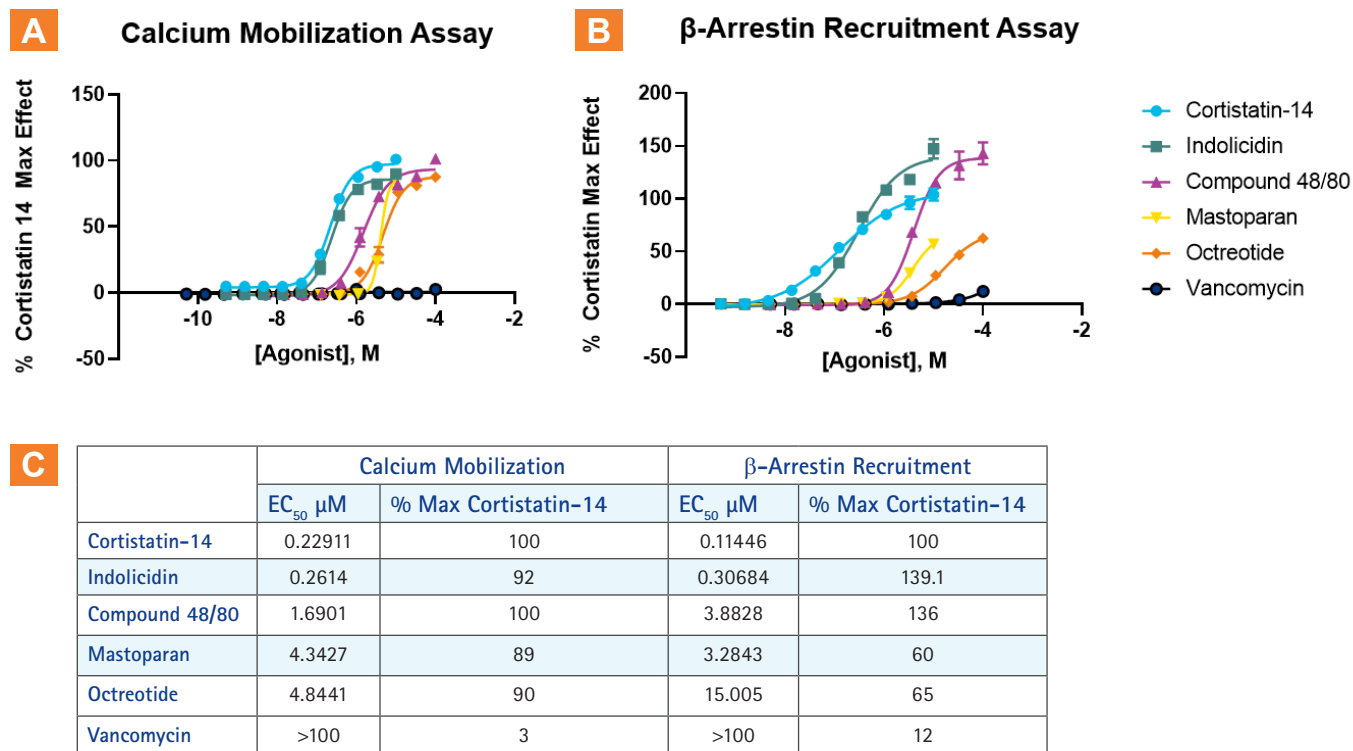 A
Calcium Mobilization Assay
% Cortistatin 14 Max Effect
150
100
50
0
-50
-10
-8
-6
-4
-2
[Agonist], M
B
β-Arrestin Recruitment Assay
% Cortistatin Max Effect
200
150
100
50
0
-50
-8
-6
-4
-2
[Agonist], M
Cortistatin-14
Indolicidin
Compound 48/80
Mastoparan
Octreotide
Vancomycin
C
Calcium Mobilization β-Arrestin Recruitment
EC50 μM % Max Cortistatin-14 EC50 μM % Max Cortistatin-14
Cortistatin-14 0.22911 100 0.11446 100
Indolicidin 0.2614 92 0.30684 139.1
Compound 48/80 1.6901 100 3.8828 136
Mastoparan 4.3427 89 3.2843 60
Octreotide 4.8441 90 15.005 65
Vancomycin >100 3 >100 12